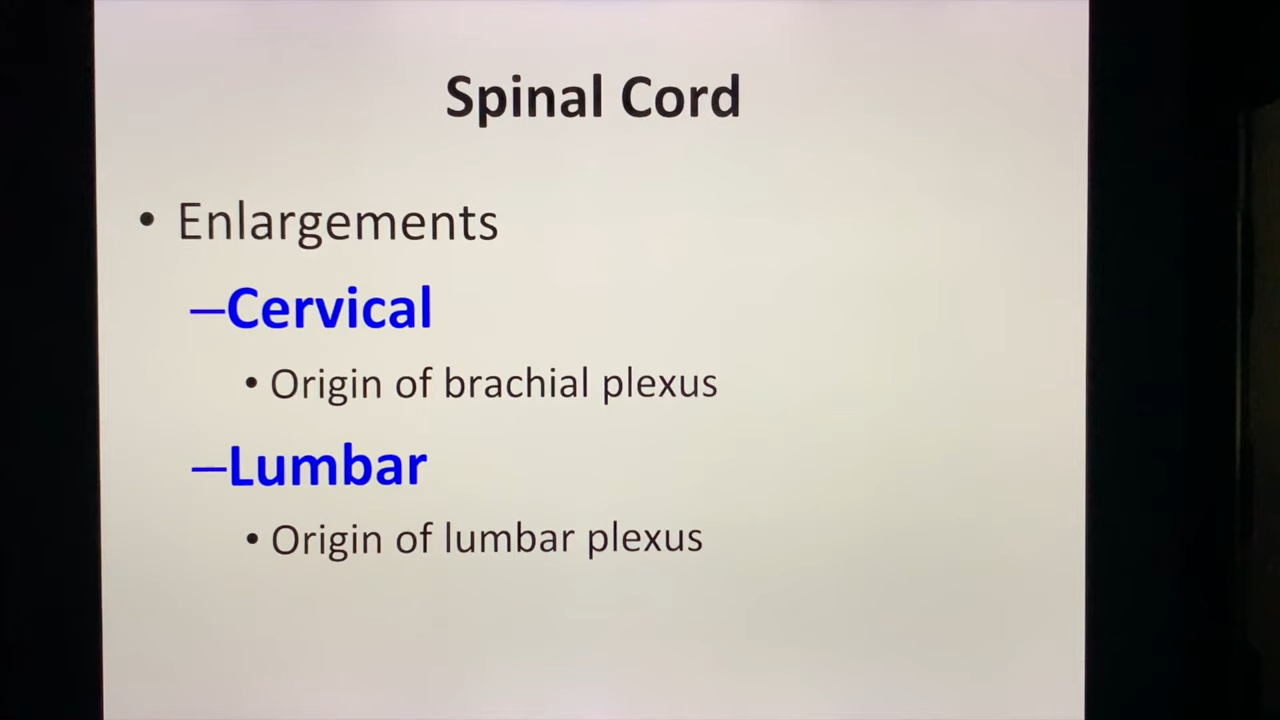 Spinal Cord
• Enlargements
–Cervical
• Origin of brachial plexus
–Lumbar
• Origin of lumbar plexus